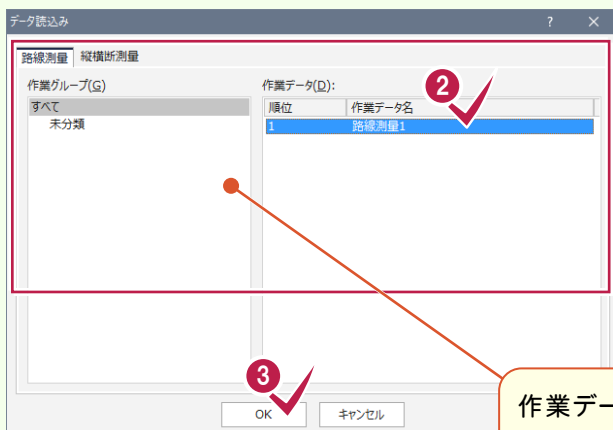 データ読込み ? ×
路線測量 縦横断測量
作業グループ(G) 作業データ(D):
2
すべて 順位 作業データ名
未分類 1 路線測量1
3
OK キャンセル
作業デー